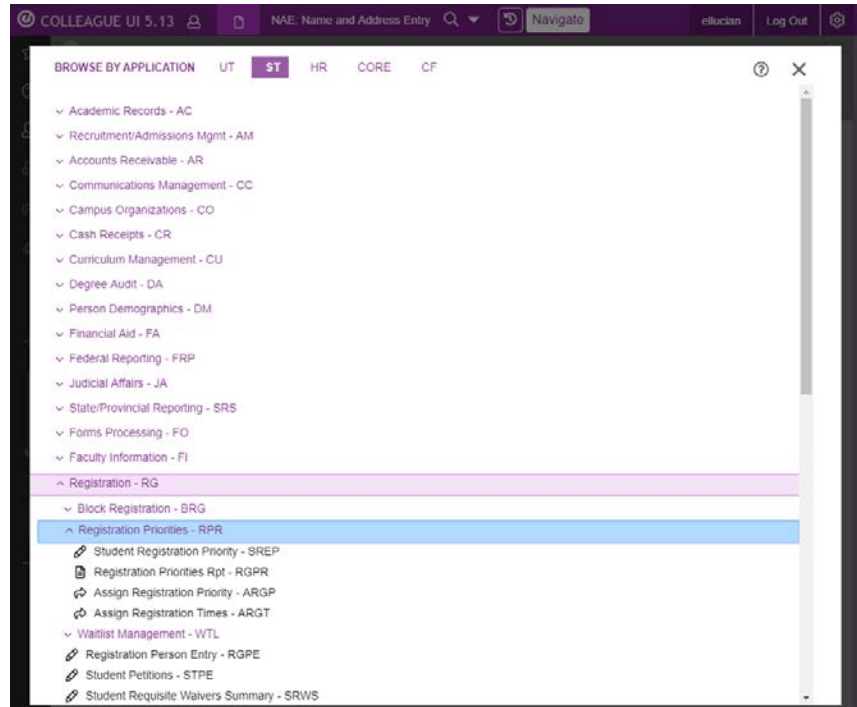 COLLEAGUE UI 5.13 NAE: Name and Address Entry Navigate ellucian Log Out
BROWSE BY APPLICATION UT ST HR CORE CF
Academic Records - AC
Recruitment/Admissions Mgmt - AM
Accounts Receivable - AR
Communications Management - CC
Campus Organizations - CO
Cash Receipts - CR
Curriculum Management - CU
Degree Audit - DA
Person Demographics - DM
Financial Aid - FA
Federal Reporting - FRP
Judicial Affairs - JA
State/Provincial Reporting - SRS
Forms Processing - FO
Faculty Information - FI
Registration - RG
Block Registration - BRG
Registration Priorities - RPR
Student Registration Priority - SREP
Registration Priorities Rpt - RGPR
Assign Registration Priority - ARGP
Assign Registration Times - ARGT
Waitlist Management - WTL
Registration Person Entry - RGPE
Student Petitions - STPE
Student Requisite Waivers Summary - SRWS